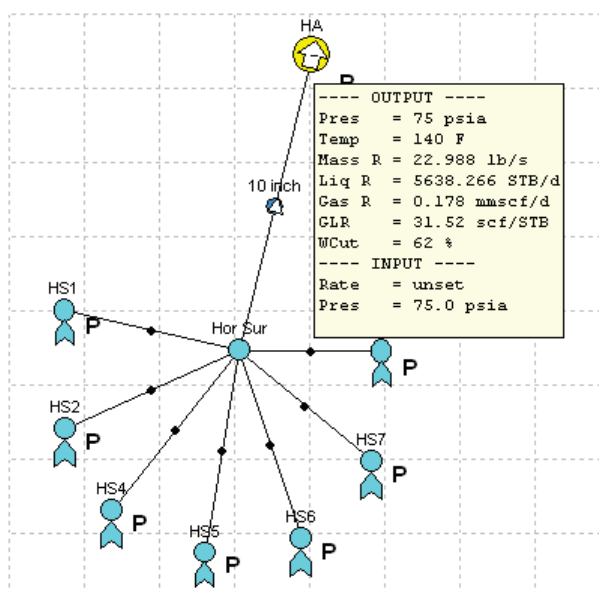 HA
---- OUTPUT ----
Pres = 75 psia
Temp = 140 F
Mass R = 22.988 lb/s
Liq R = 5638.266 STB/d
Gas R = 0.178 mmscf/d
GLR = 31.52 scf/STB
WCut = 62 %
---- INPUT ----
Rate = unset
Pres = 75.0 psia
10 inch
HS1
P
Hor Sur
P
HS2
P
HS7
P
HS4
P
HS5
P
HS6
P